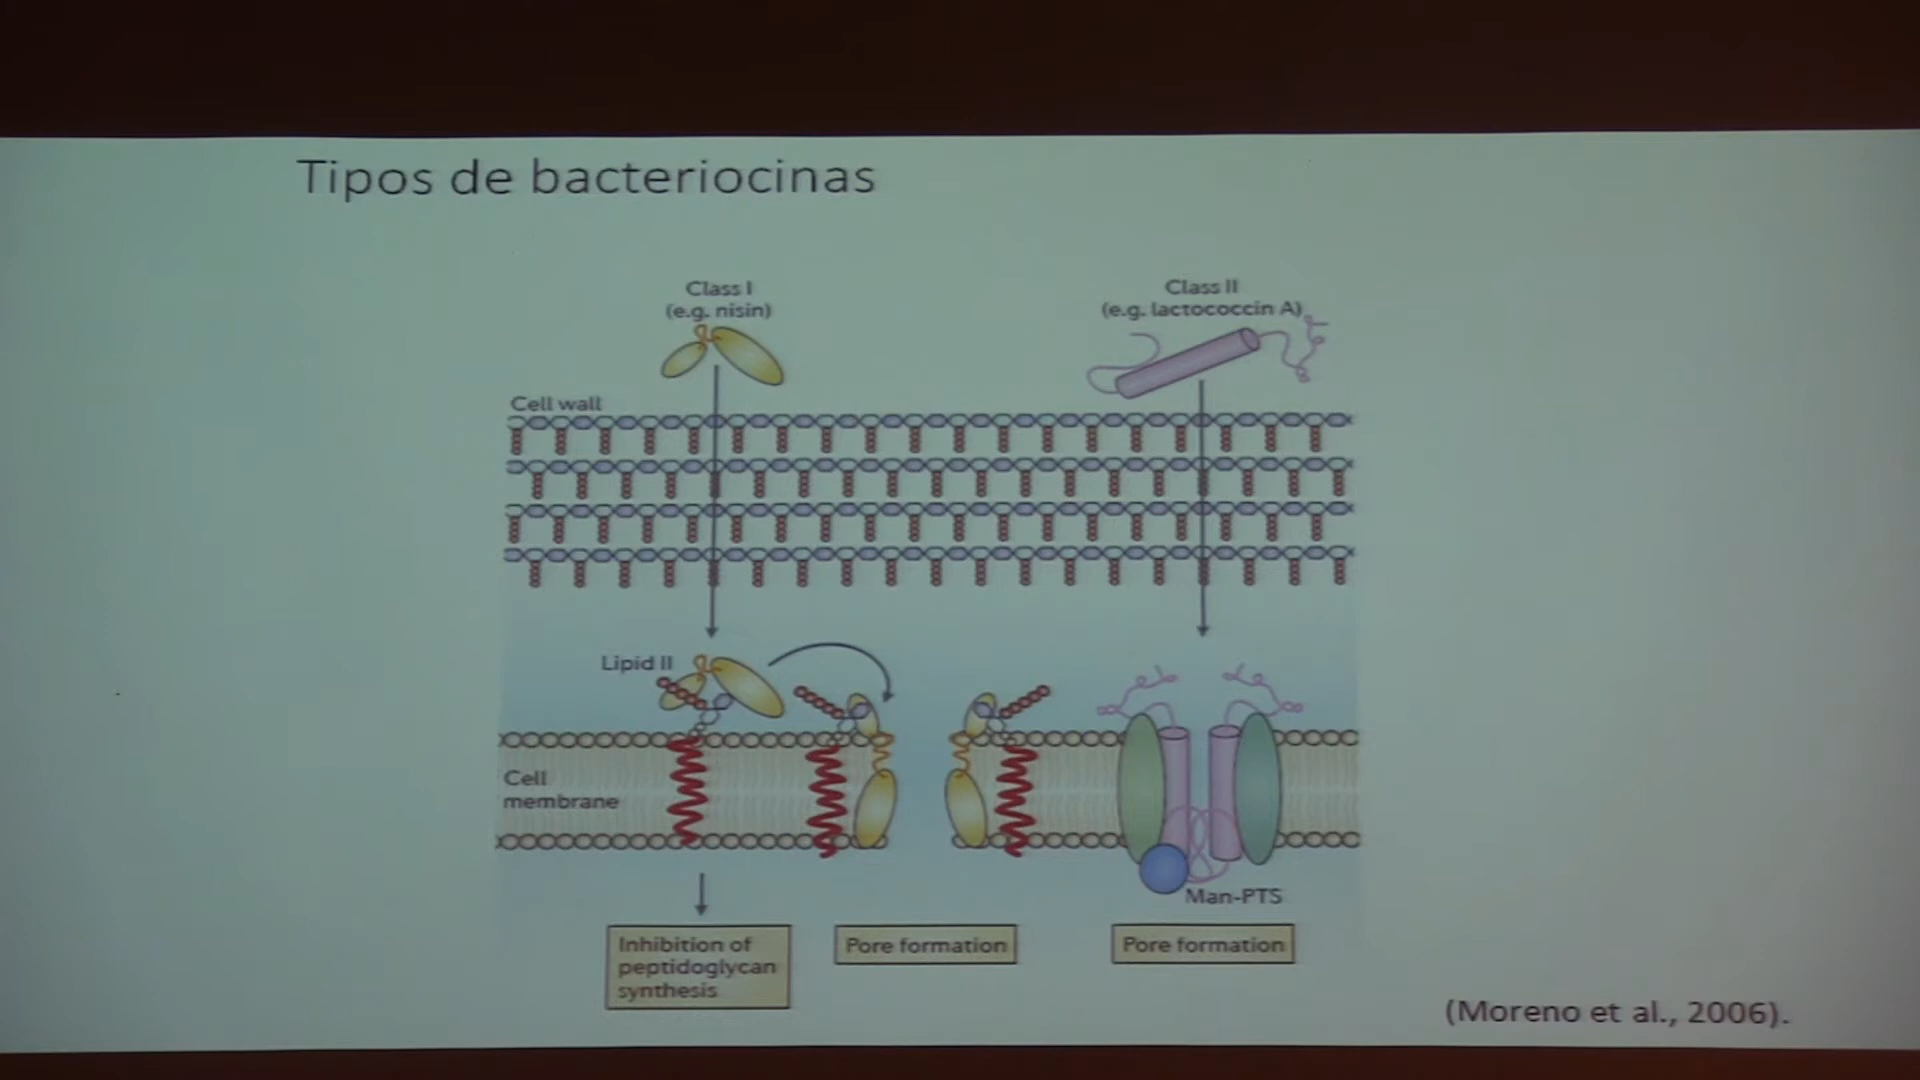 Tipos de bacteriocinas
Class I
(e.g. nisin)
Class II
(e.g. lactococcin A)
Cell wall
Lipid II
Cell
membrane
Man-PTS
Inhibition of
peptidoglycan
synthesis
Pore formation
Pore formation
(Moreno et al., 2006).